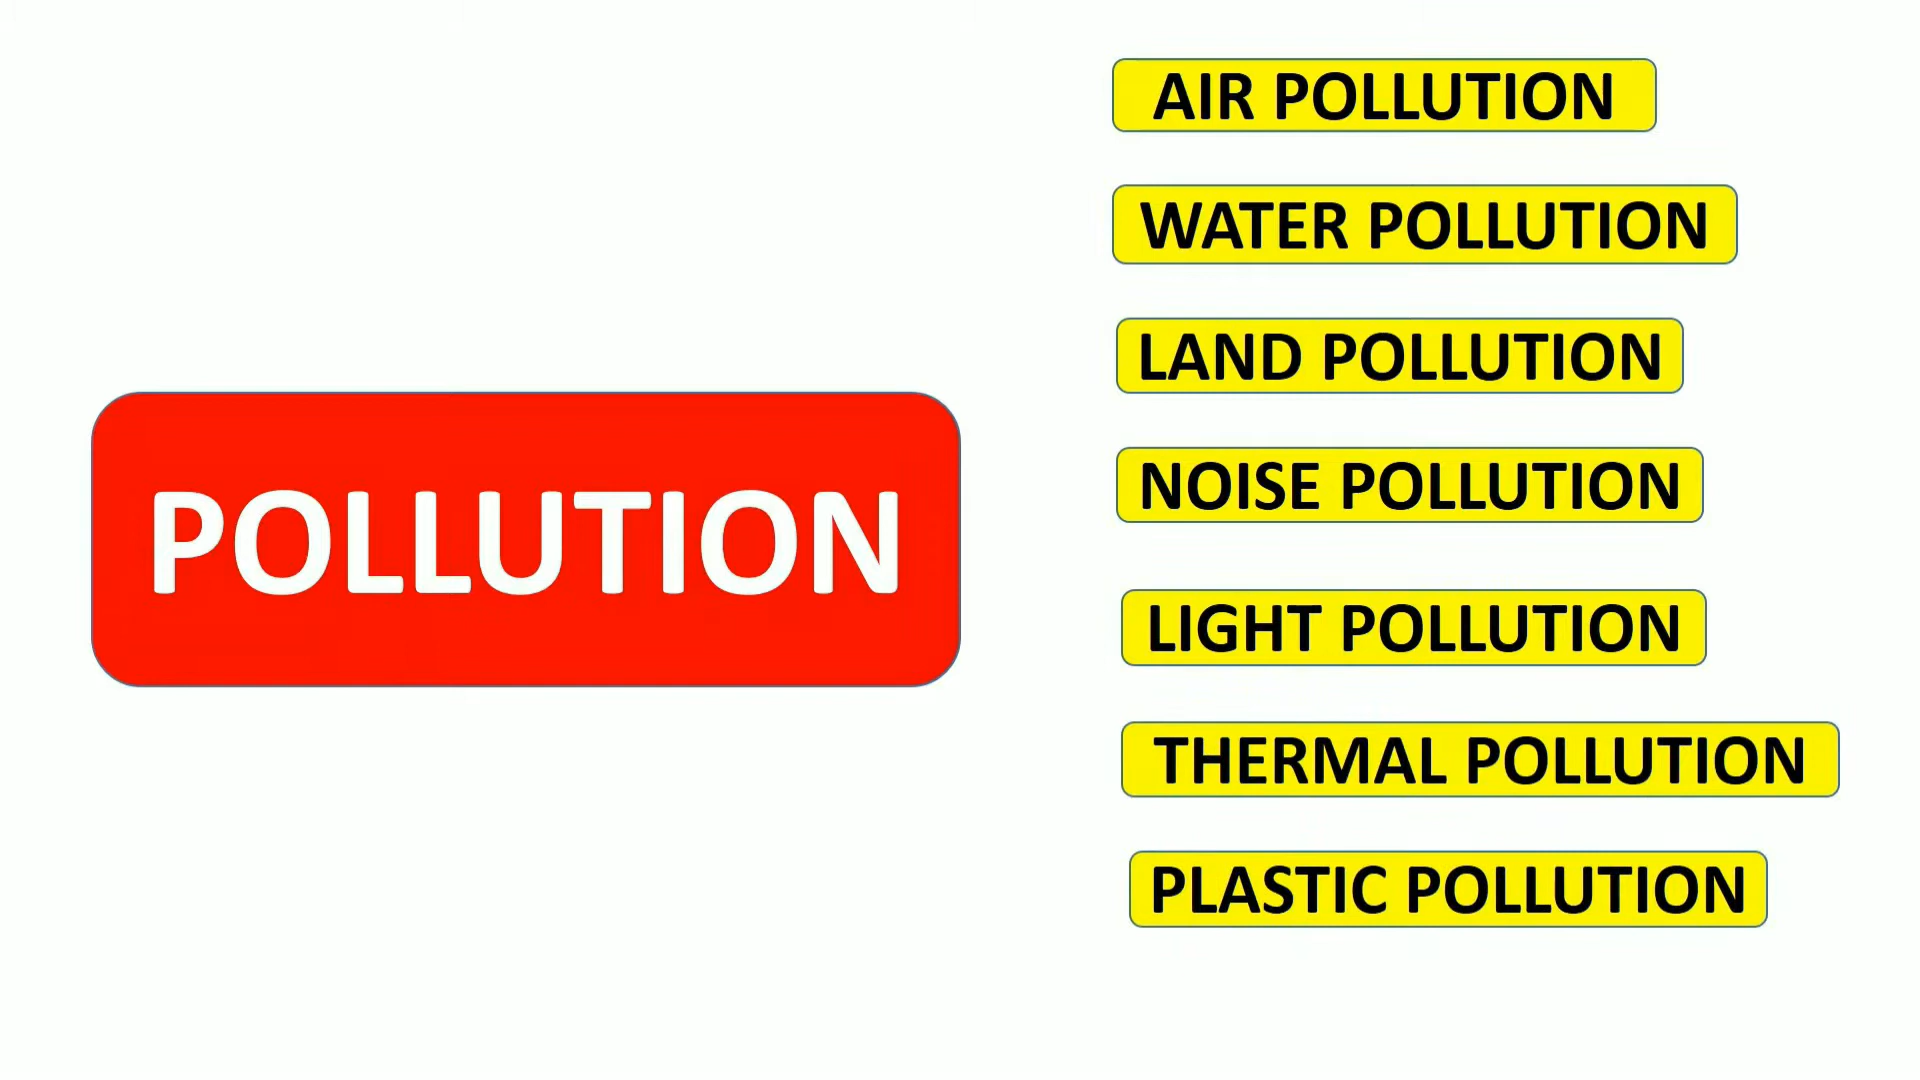 POLLUTION
AIR POLLUTION
WATER POLLUTION
LAND POLLUTION
NOISE POLLUTION
LIGHT POLLUTION
THERMAL POLLUTION
PLASTIC POLLUTION